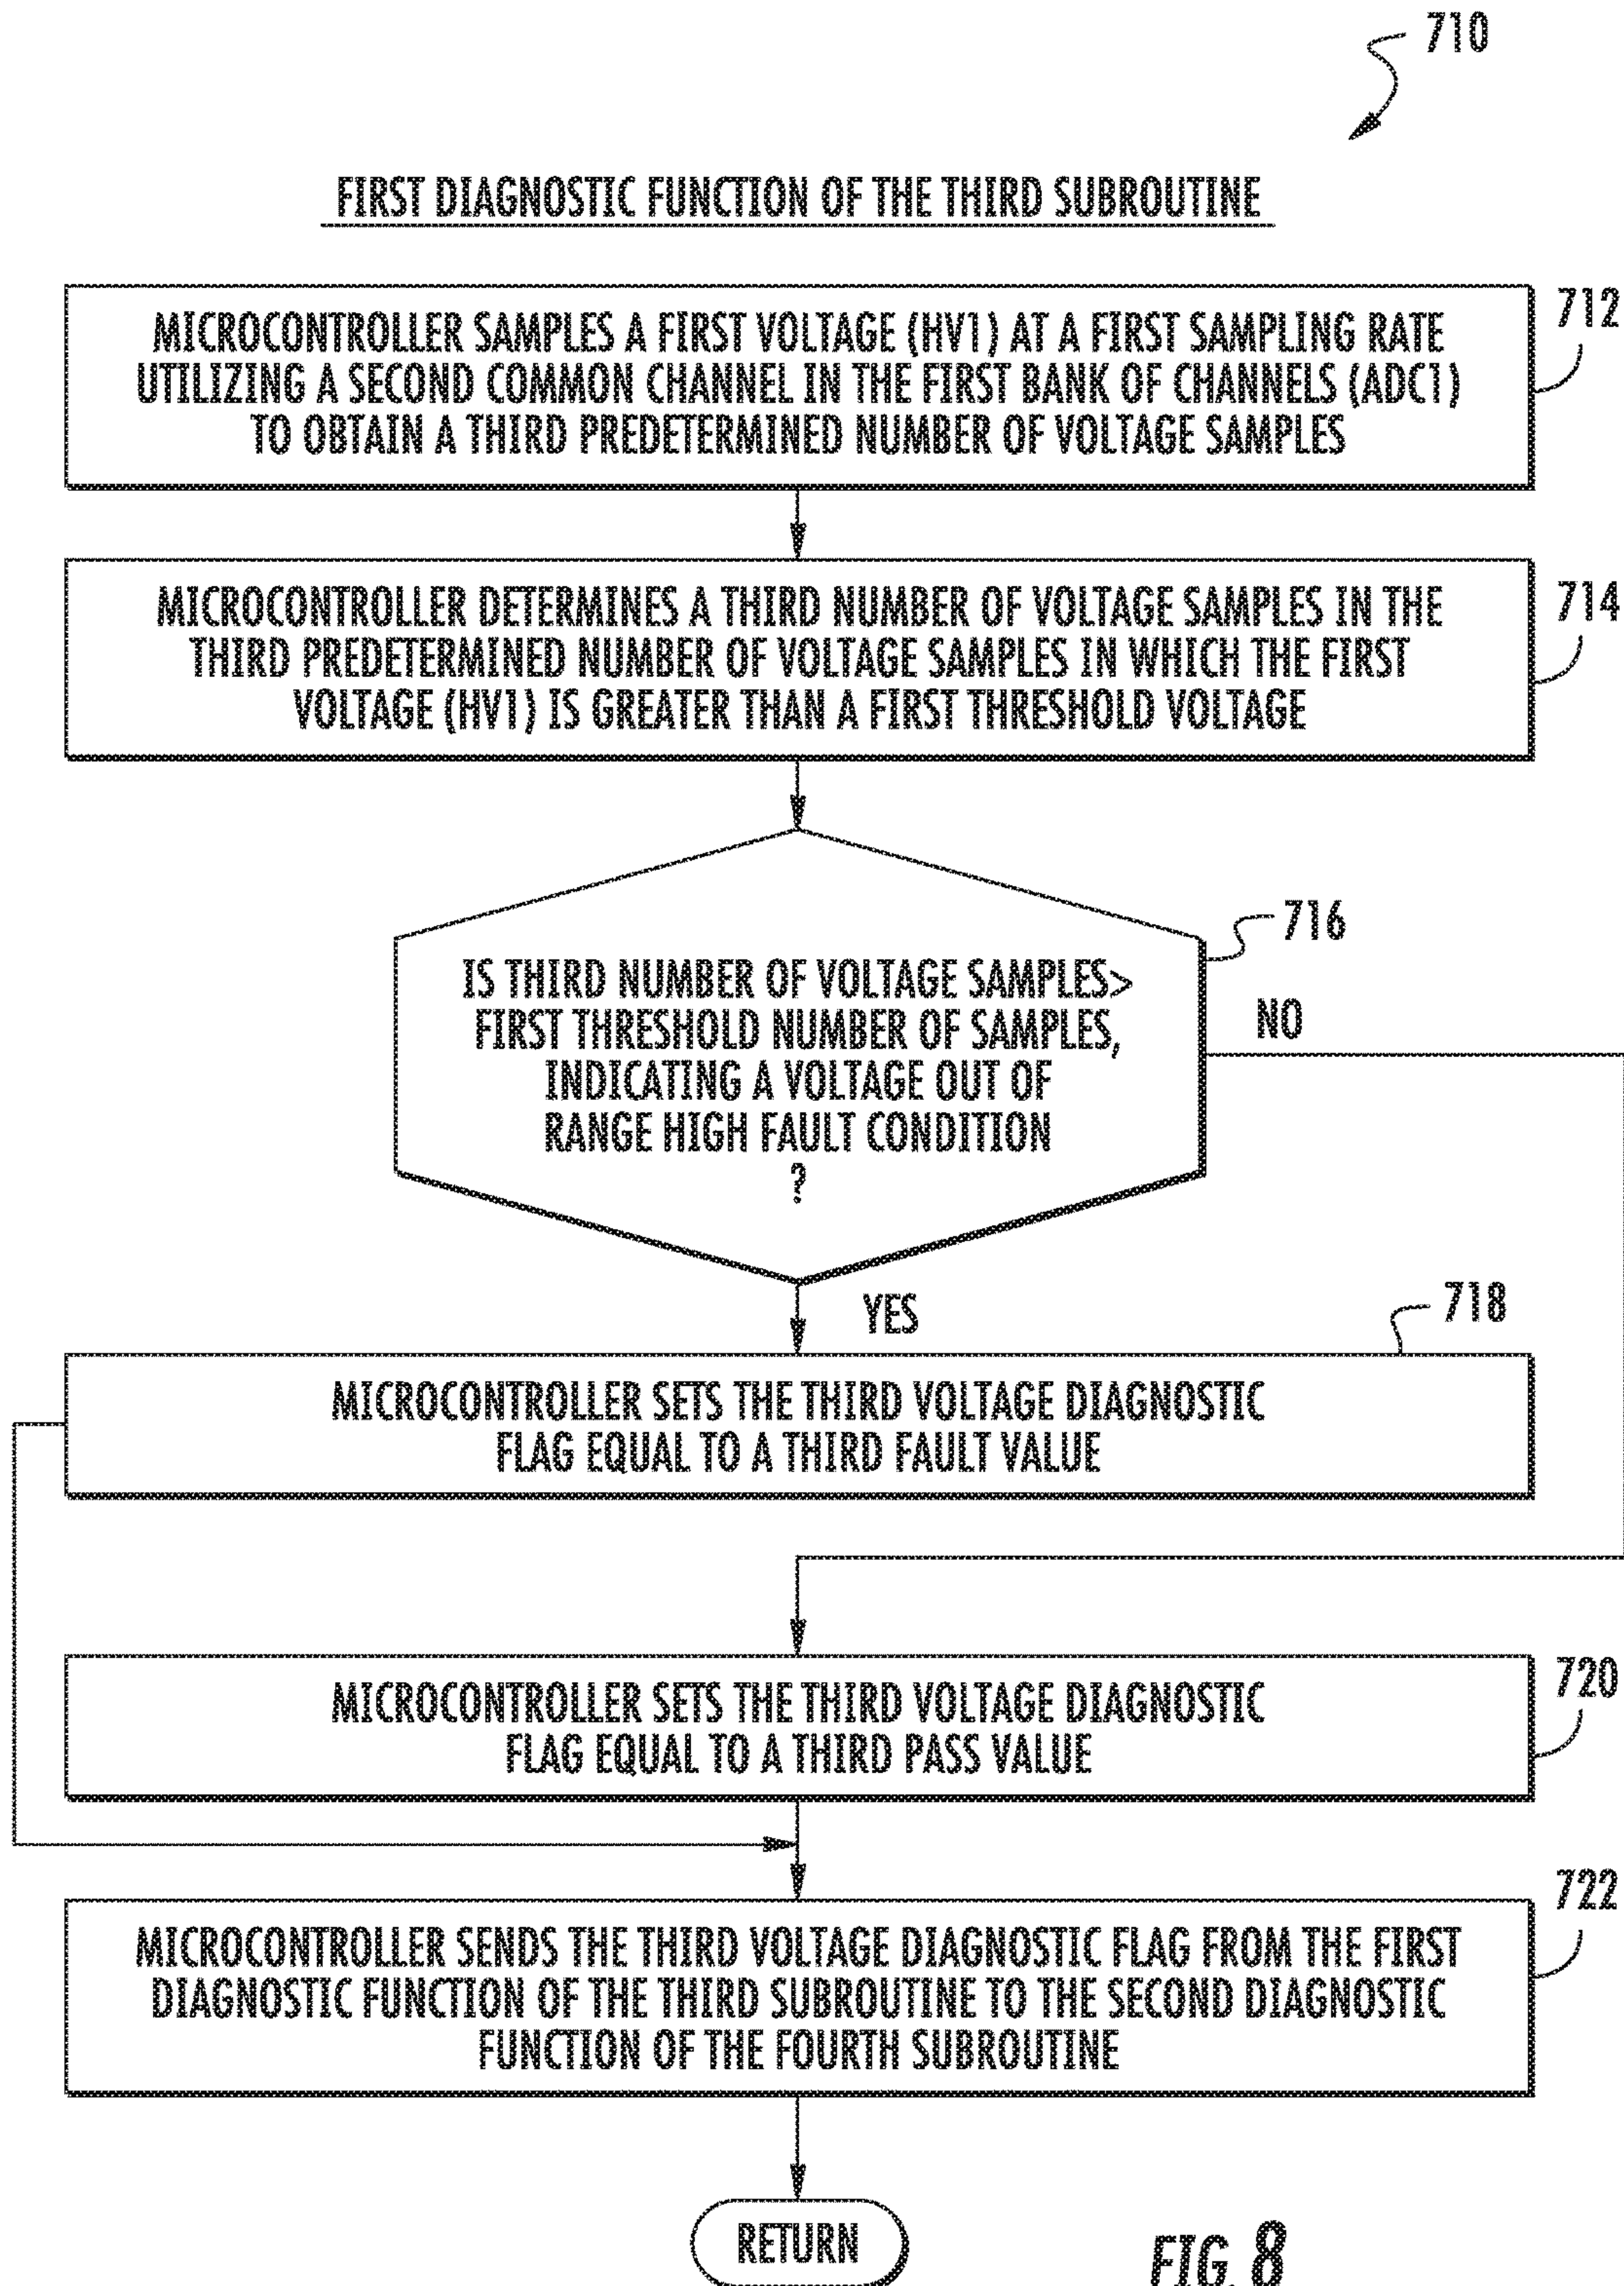 710
FIRST DIAGNOSTIC FUNCTION OF THE THIRD SUBROUTINE
712
MICROCONTROLLER SAMPLES A FIRST VOLTAGE (HV1) AT A FIRST SAMPLING RATE
UTILIZING A SECOND COMMON CHANNEL IN THE FIRST BANK OF CHANNELS (ADC1)
TO OBTAIN A THIRD PREDETERMINED NUMBER OF VOLTAGE SAMPLES
714
MICROCONTROLLER DETERMINES A THIRD NUMBER OF VOLTAGE SAMPLES IN THE
THIRD PREDETERMINED NUMBER OF VOLTAGE SAMPLES IN WHICH THE FIRST
VOLTAGE (HV1) IS GREATER THAN A FIRST THRESHOLD VOLTAGE
716
IS THIRD NUMBER OF VOLTAGE SAMPLES>
FIRST THRESHOLD NUMBER OF SAMPLES,
INDICATING A VOLTAGE OUT OF
RANGE HIGH FAULT CONDITION
?
NO
YES
718
MICROCONTROLLER SETS THE THIRD VOLTAGE DIAGNOSTIC
FLAG EQUAL TO A THIRD FAULT VALUE
720
MICROCONTROLLER SETS THE THIRD VOLTAGE DIAGNOSTIC
FLAG EQUAL TO A THIRD PASS VALUE
722
MICROCONTROLLER SENDS THE THIRD VOLTAGE DIAGNOSTIC FLAG FROM THE FIRST
DIAGNOSTIC FUNCTION OF THE THIRD SUBROUTINE TO THE SECOND DIAGNOSTIC
FUNCTION OF THE FOURTH SUBROUTINE
RETURN
FIG. 8